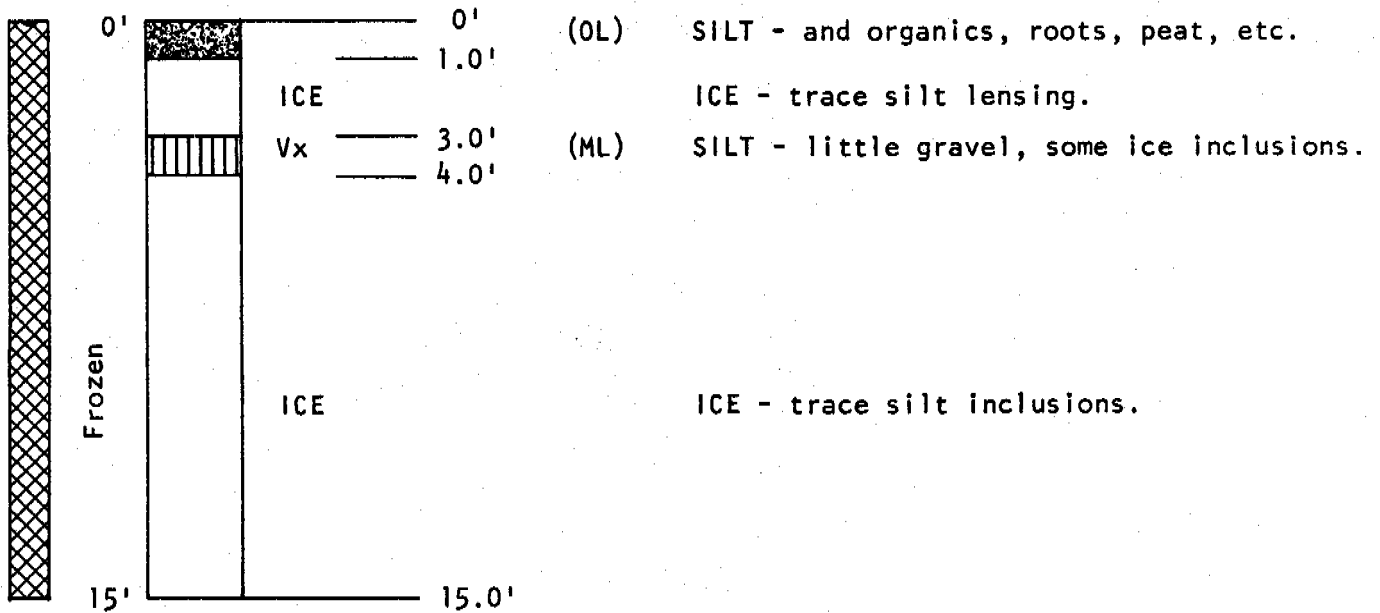 0' 0' (OL) SILT - and organics, roots, peat, etc.
1.0'
ICE ICE - trace silt lensing.
Vx 3.0' (ML) SILT - little gravel, some ice inclusions.
4.0'
Frozen
ICE ICE - trace silt inclusions.
15' 15.0'